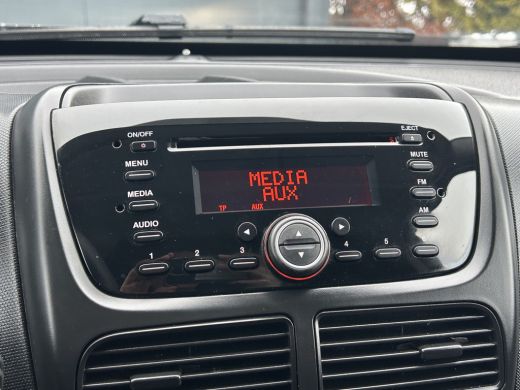 ON/OFF
EJECT
MENU
MUTE
MEDIA
AUX
TP AUX
MEDIA
FM
AUDIO
AM
1 2 3 4 5